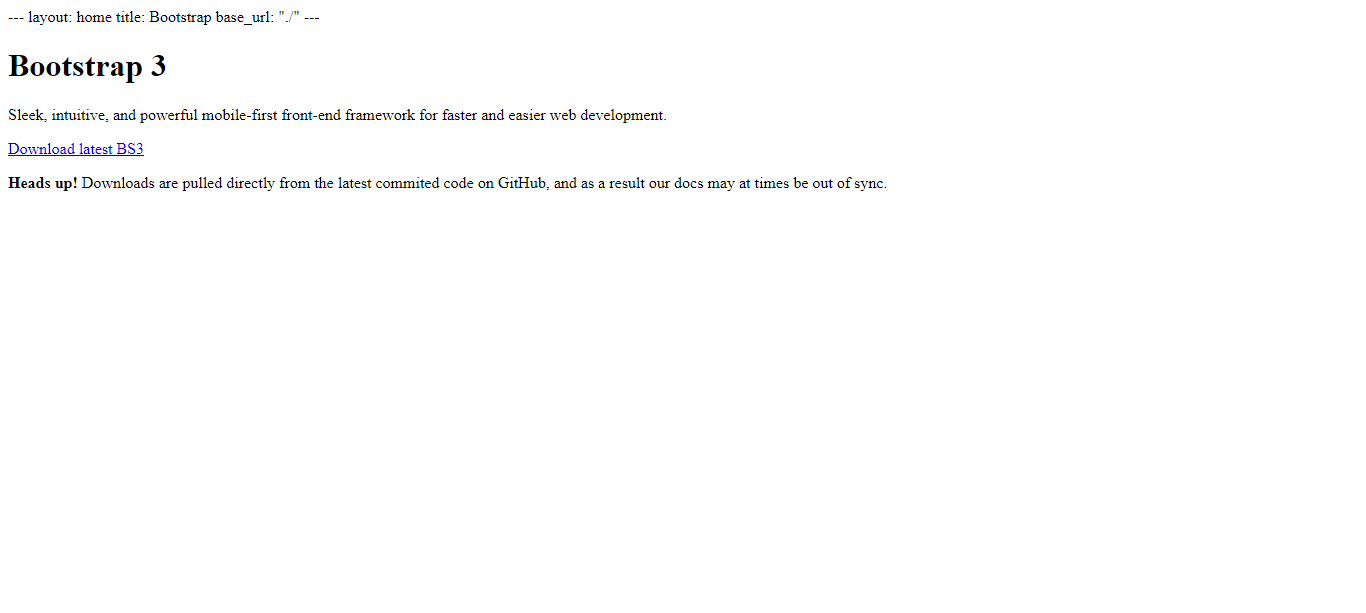 --- layout: home title: Bootstrap base_url: "./" ---
Bootstrap 3
Sleek, intuitive, and powerful mobile-first front-end framework for faster and easier web development.
Download latest BS3
Heads up! Downloads are pulled directly from the latest commited code on GitHub, and as a result our docs may at times be out of sync.